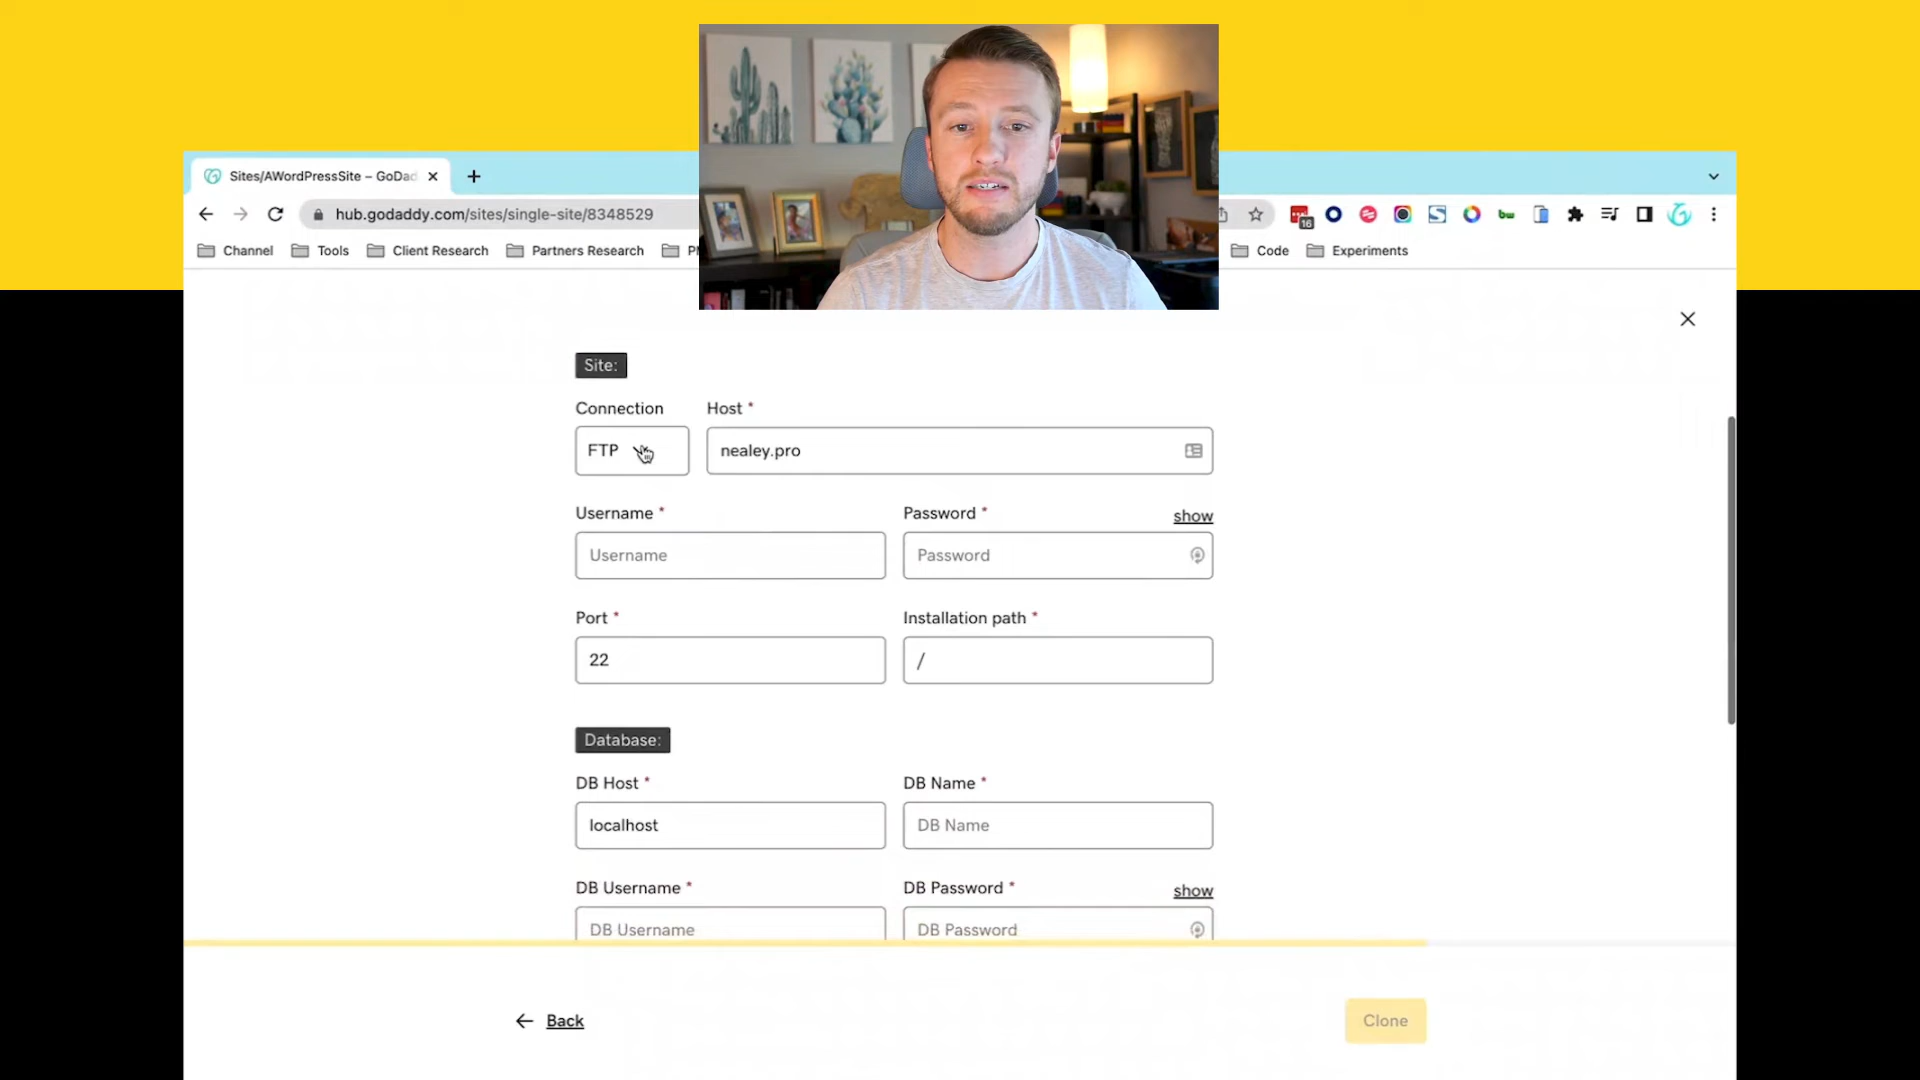 Sites/AWordPressSite – GoDad
hub.godaddy.com/sites/single-site/8348529
16
Channel
Tools
Client Research
Partners Research
Code
Experiments
Site:
Connection
Host *
FTP
nealey.pro
Username *
Password *
show
Username
Password
Port *
Installation path *
22
/
Database:
DB Host *
DB Name *
localhost
DB Name
DB Username *
DB Password *
show
DB Username
DB Password
Back
Clone